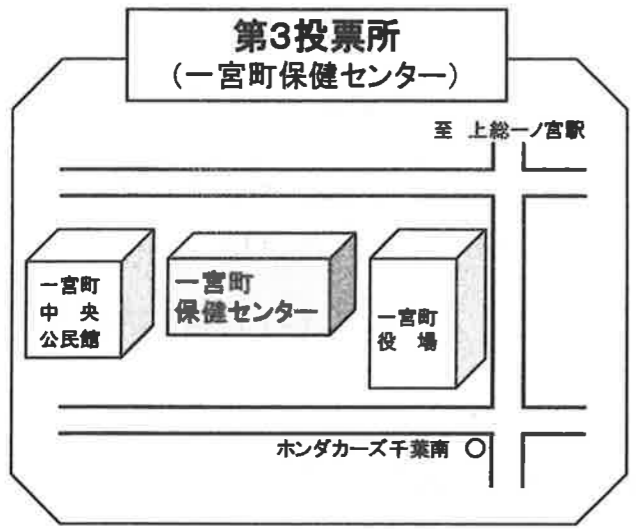 第3投票所
(一宮町保健センター)
至 上総一ノ宮駅
一宮町
中 央
公民館
一宮町
保健センター
一宮町
役 場
ホンダカーズ千葉南